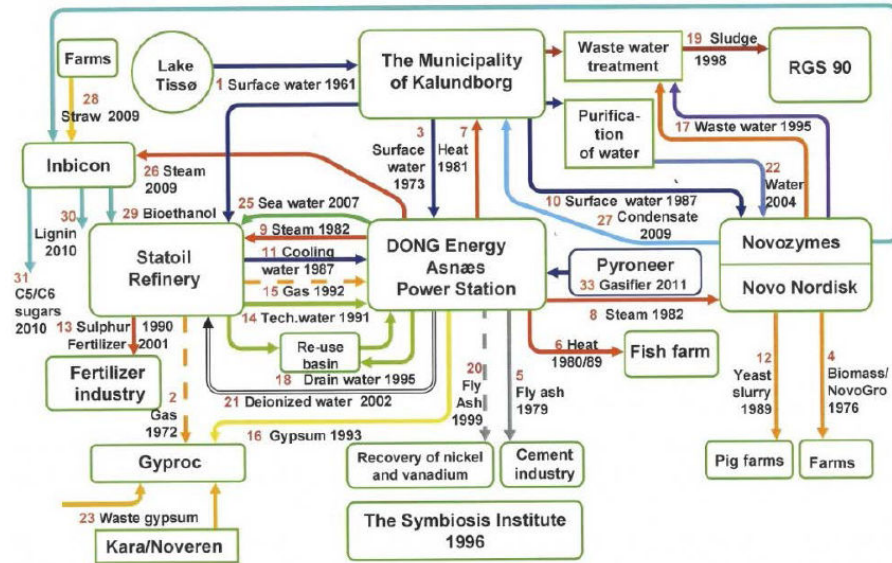 Farms
Lake
Tissø
The Municipality
of Kalundborg
Waste water
treatment
19 Sludge
1998
RGS 90
1 Surface water 1961
28
Straw 2009
3
Surface
water
1973
7
Heat
1981
Purifica-
tion
of water
17 Waste water 1995
Inbicon
26 Steam
2009
22
Water
2004
10 Surface water 1987
27 Condensate
2009
25 Sea water 2007
30
Lignin
2010
29 Bioethanol
9 Steam 1982
11 Cooling
water 1987
Statoil
Refinery
DONG Energy
Asnæs
Power Station
Pyroneer
33 Gasifier 2011
Novozymes
Novo Nordisk
31
C5/C6
sugars
2010
15 Gas 1992
14 Tech.water 1991
8 Steam 1982
13 Sulphur 1990
Fertilizer 2001
Re-use
basin
6 Heat
1980/89
Fish farm
Fertilizer
industry
2
Gas
1972
18 Drain water 1995
21 Deionized water 2002
20
Fly
Ash
1999
5
Fly ash
1979
12
Yeast
slurry
1989
4
Biomass/
NovoGro
1976
16 Gypsum 1993
Gyproc
Recovery of nickel
and vanadium
Cement
industry
Pig farms
Farms
23 Waste gypsum
Kara/Noveren
The Symbiosis Institute
1996